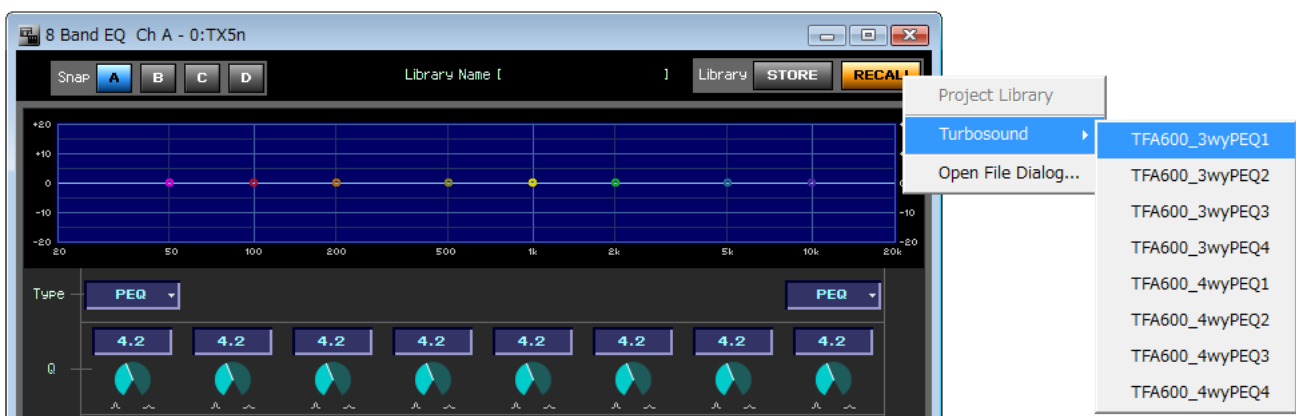 8 Band EQ Ch A - 0:TX5n
Snap A B C D Library Name [ ] Library STORE RECALL
Project Library
Turbosound
Open File Dialog...
TFA600_3wyPEQ1
TFA600_3wyPEQ2
TFA600_3wyPEQ3
TFA600_3wyPEQ4
TFA600_4wyPEQ1
TFA600_4wyPEQ2
TFA600_4wyPEQ3
TFA600_4wyPEQ4
+20
+10
0
-10 -10
-20 -20
20 50 100 200 500 1k 2k 5k 10k 20k
Type PEQ PEQ
4.2 4.2 4.2 4.2 4.2 4.2 4.2 4.2
Q